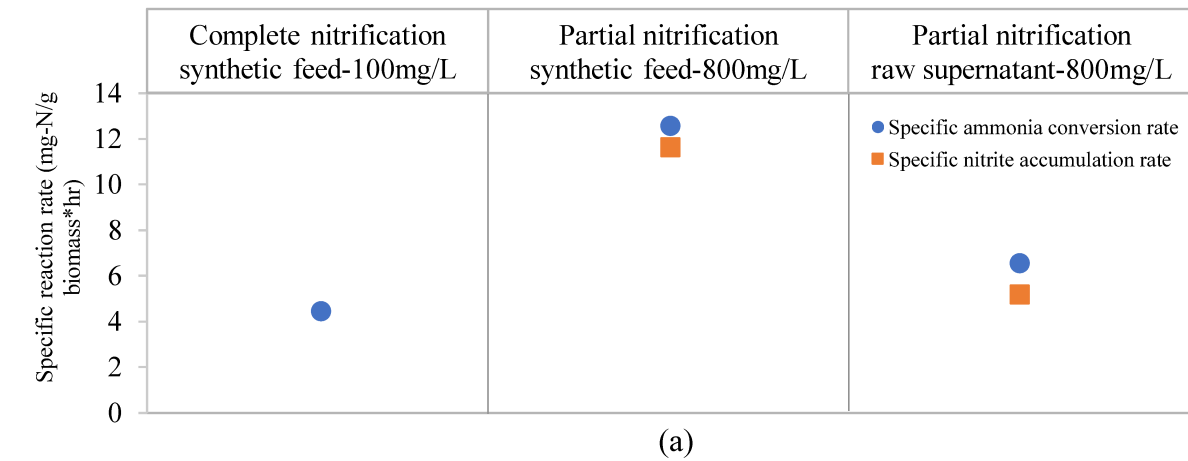 Complete nitrification
synthetic feed-100mg/L
Partial nitrification
synthetic feed-800mg/L
Partial nitrification
raw supernatant-800mg/L
Specific reaction rate (mg-N/g
biomass*hr)
14
12
10
8
6
4
2
0
Specific ammonia conversion rate
Specific nitrite accumulation rate
(a)